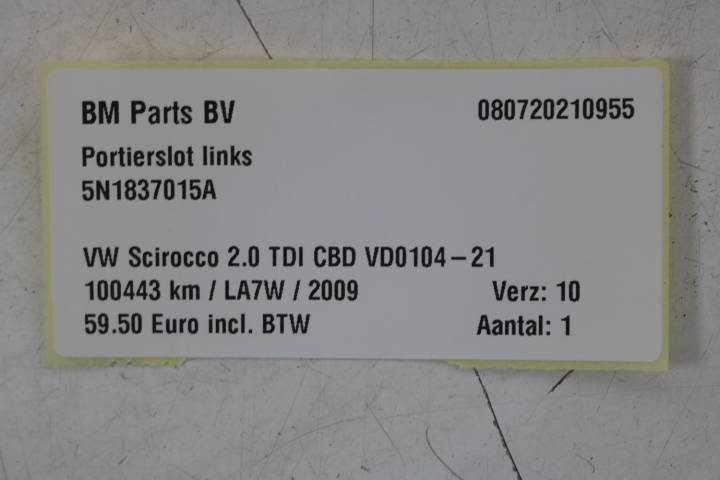 BM Parts BV 080720210955
Portierslot links
5N1837015A
VW Scirocco 2.0 TDI CBD VD0104-21
100443 km / LA7W / 2009 Verz: 10
59.50 Euro incl. BTW Aantal: 1